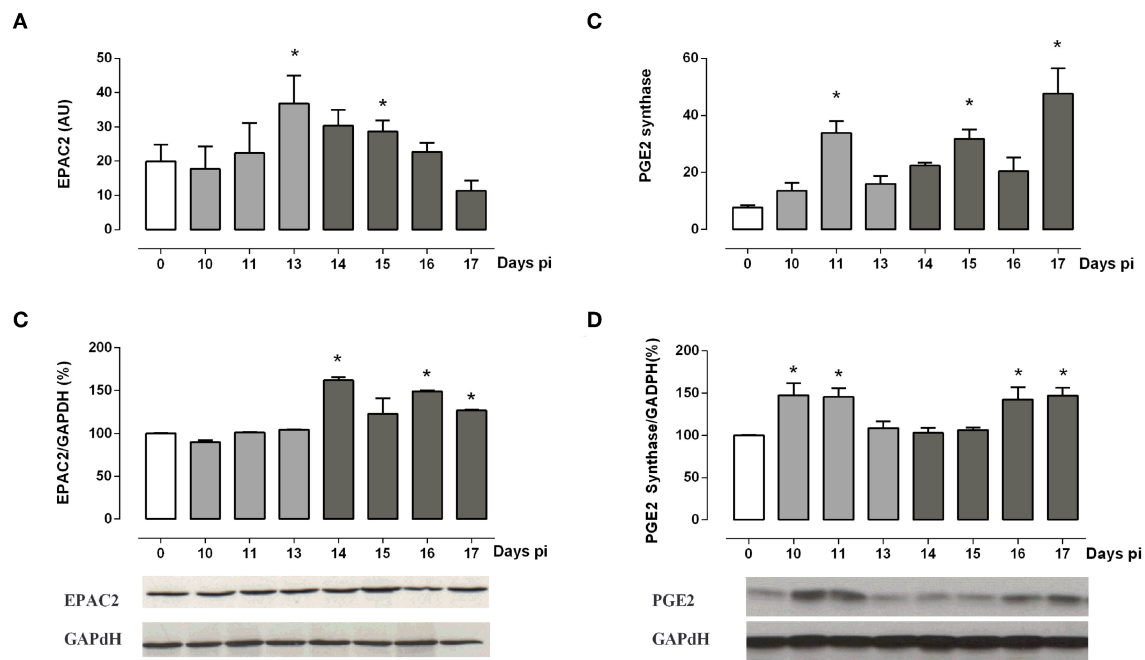 A
EPAC2 (AU)
50
40
30
20
10
0
*
*
0 10 11 13 14 15 16 17 Days pi
C
PGE2 synthase
60
40
20
0
*
*
*
0 10 11 13 14 15 16 17 Days pi
C
EPAC2/GAPDH (%)
200
150
100
50
0
*
*
*
0 10 11 13 14 15 16 17 Days pi
EPAC2
GAPdH
D
PGE2 Synthase/GADPH(%)
200
150
100
50
0
*
*
*
*
0 10 11 13 14 15 16 17 Days pi
PGE2
GAPdH